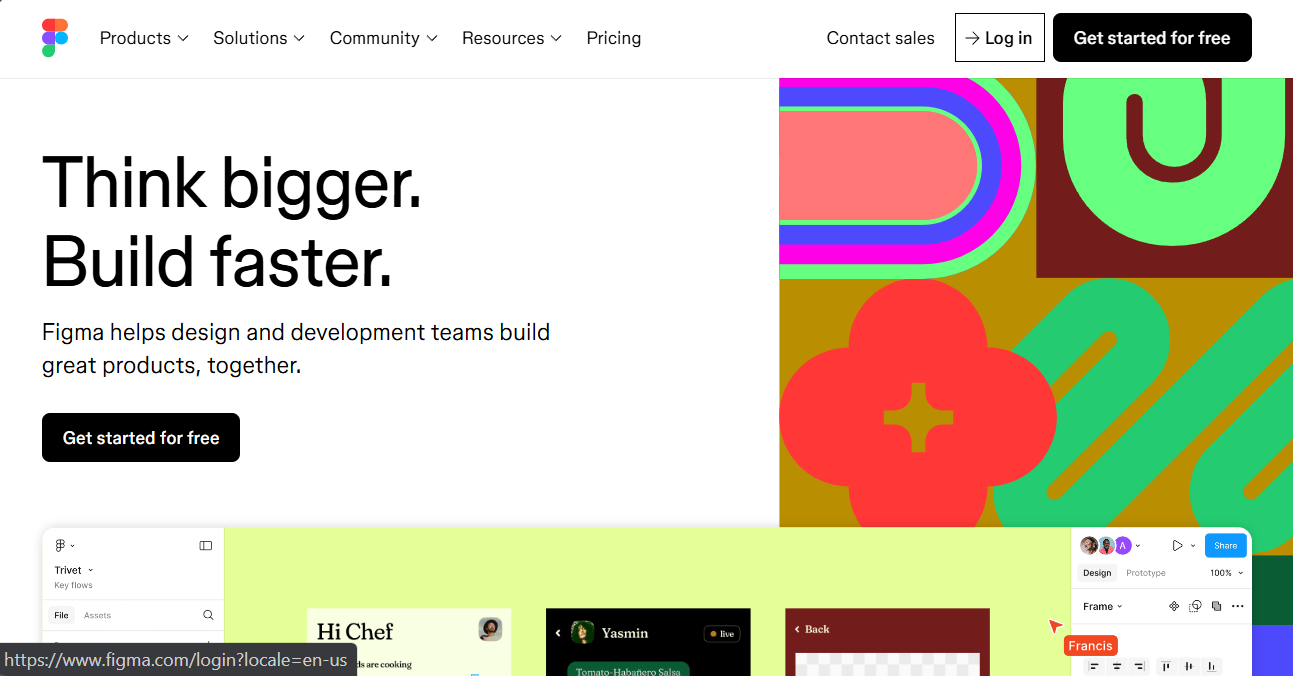 Products
Solutions
Community
Resources
Pricing
Contact sales
Log in
Get started for free
Think bigger.
Build faster.
Figma helps design and development teams build
great products, together.
Get started for free
Trivet
Key flows
File
Assets
Hi Chef
ds are cooking
Yasmin
live
Tomato-Habañero Salsa
Back
A
Share
Design
Prototype
100%
Frame
Francis
https://www.figma.com/login?locale=en-us